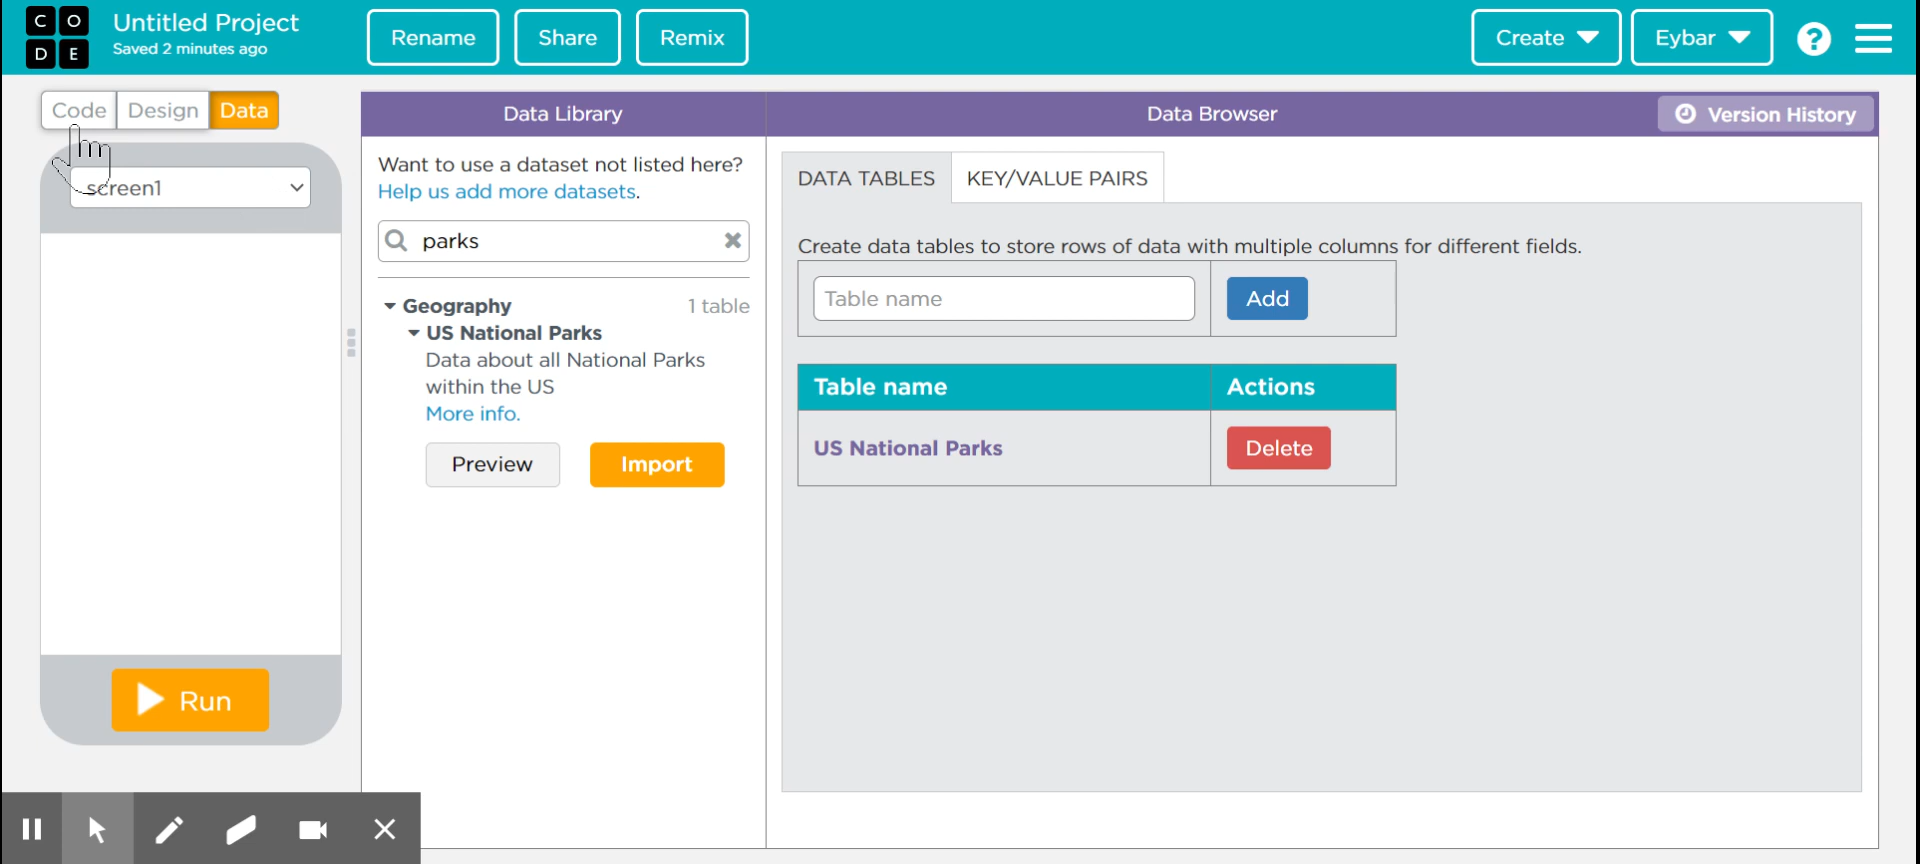 CODE
Untitled Project
Saved 2 minutes ago
Rename
Share
Remix
Create
Eybar
?
Code
Design
Data
Data Library
Data Browser
Version History
screen1
Want to use a dataset not listed here?
Help us add more datasets.
parks
Geography 1 table
US National Parks
Data about all National Parks
within the US
More info.
Preview
Import
DATA TABLES
KEY/VALUE PAIRS
Create data tables to store rows of data with multiple columns for different fields.
Table name
Add
Table name Actions
US National Parks Delete
Run